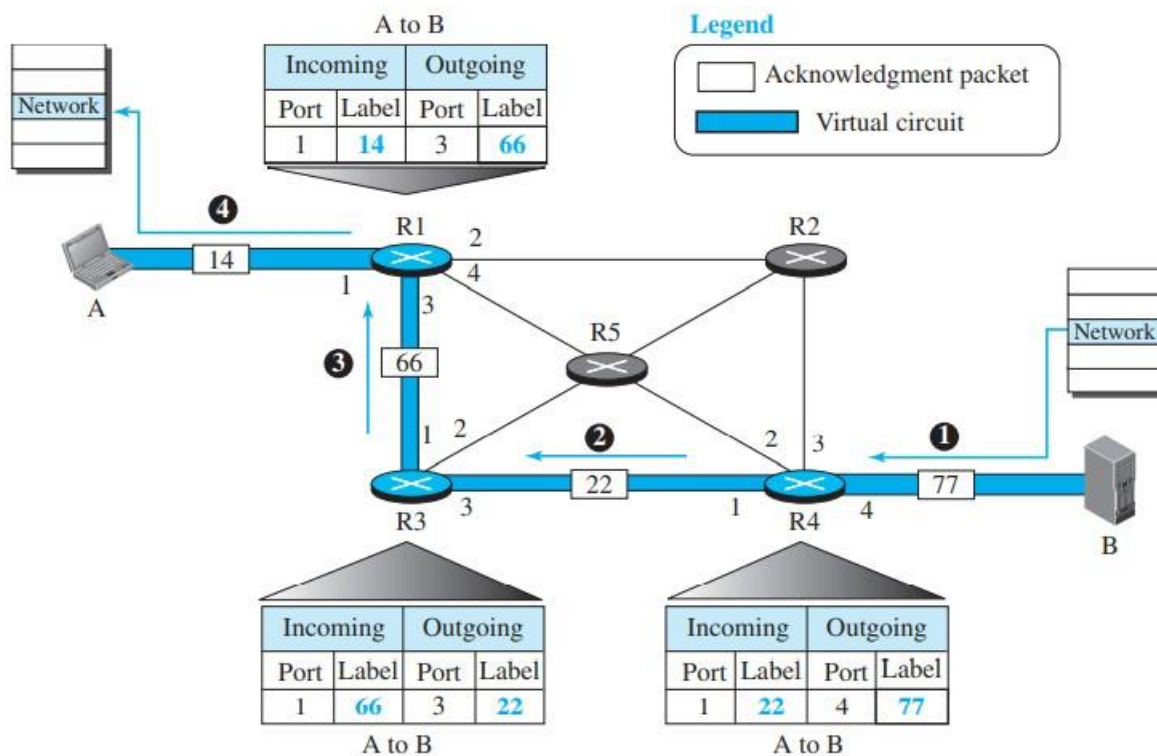 A to B
Incoming Outgoing
Port Label Port Label
1 14 3 66
Legend
Acknowledgment packet
Virtual circuit
Network
4
R1
2
R2
14
1
4
A
3
Network
R5
3
66
1
2
2
2
3
1
22
77
R3
3
1
R4
4
B
Incoming Outgoing
Port Label Port Label
1 66 3 22
A to B
Incoming Outgoing
Port Label Port Label
1 22 4 77
A to B